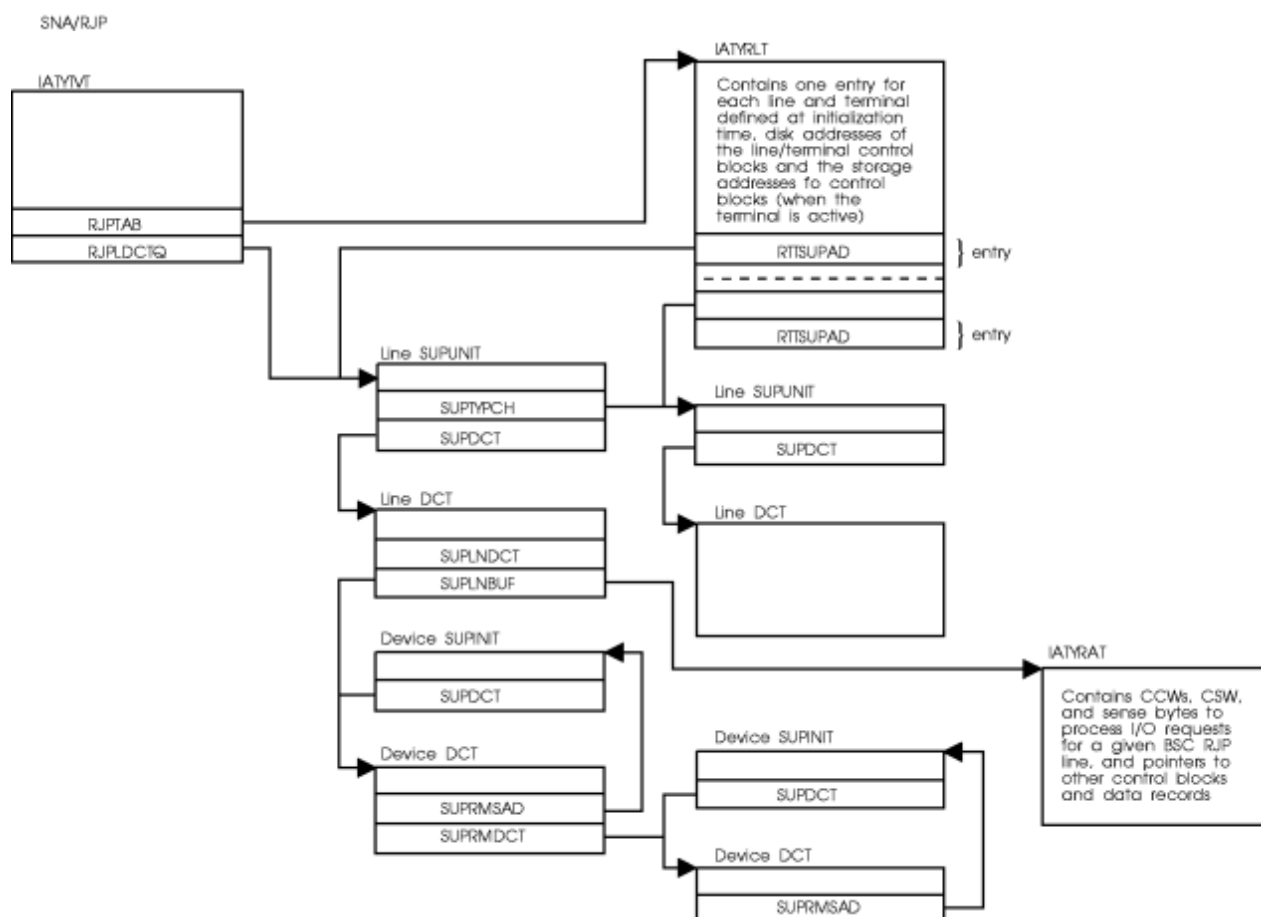 SNA/RJP
IATYTVT
RJPTAB
RJPLDCTQ
IATYRLT
Contains one entry for
each line and terminal
defined at initialization
time, disk addresses of
the line/terminal control
blocks and the storage
addresses fo control
blocks (when the
terminal is active)
RTTSUPAD
} entry
RTTSUPAD
} entry
Line SUPUNIT
SUPTYPCH
SUPDCT
Line SUPUNIT
SUPDCT
Line DCT
SUPLNDCT
SUPLNBUF
Line DCT
Device SUPINIT
SUPDCT
IATYRAT
Contains CCWs, CSW,
and sense bytes to
process I/O requests
for a given BSC RJP
line, and pointers to
other control blocks
and data records
Device DCT
SUPRMSAD
SUPRMDCT
Device SUPINIT
SUPDCT
Device DCT
SUPRMSAD